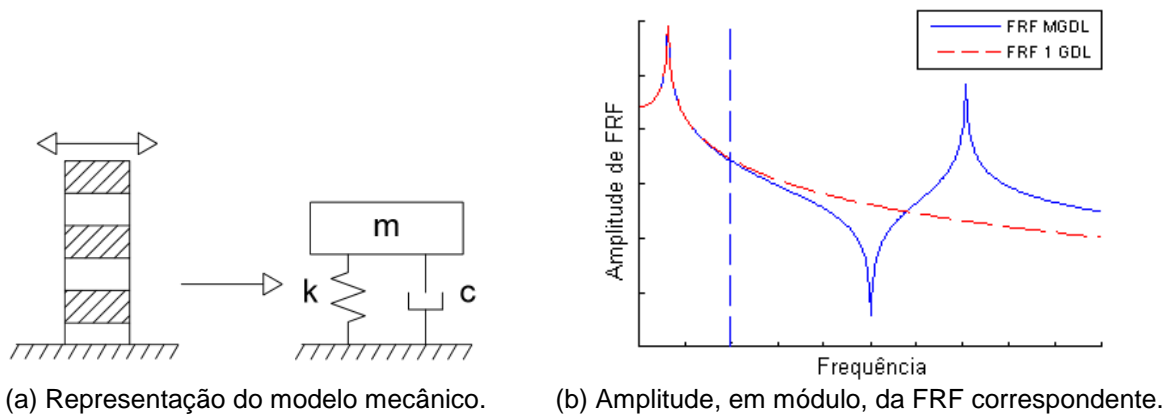 FRF MGDL
FRF 1 GDL
Amplitude de FRF
m
k
c
Frequência
(a) Representação do modelo mecânico.
(b) Amplitude, em módulo, da FRF correspondente.